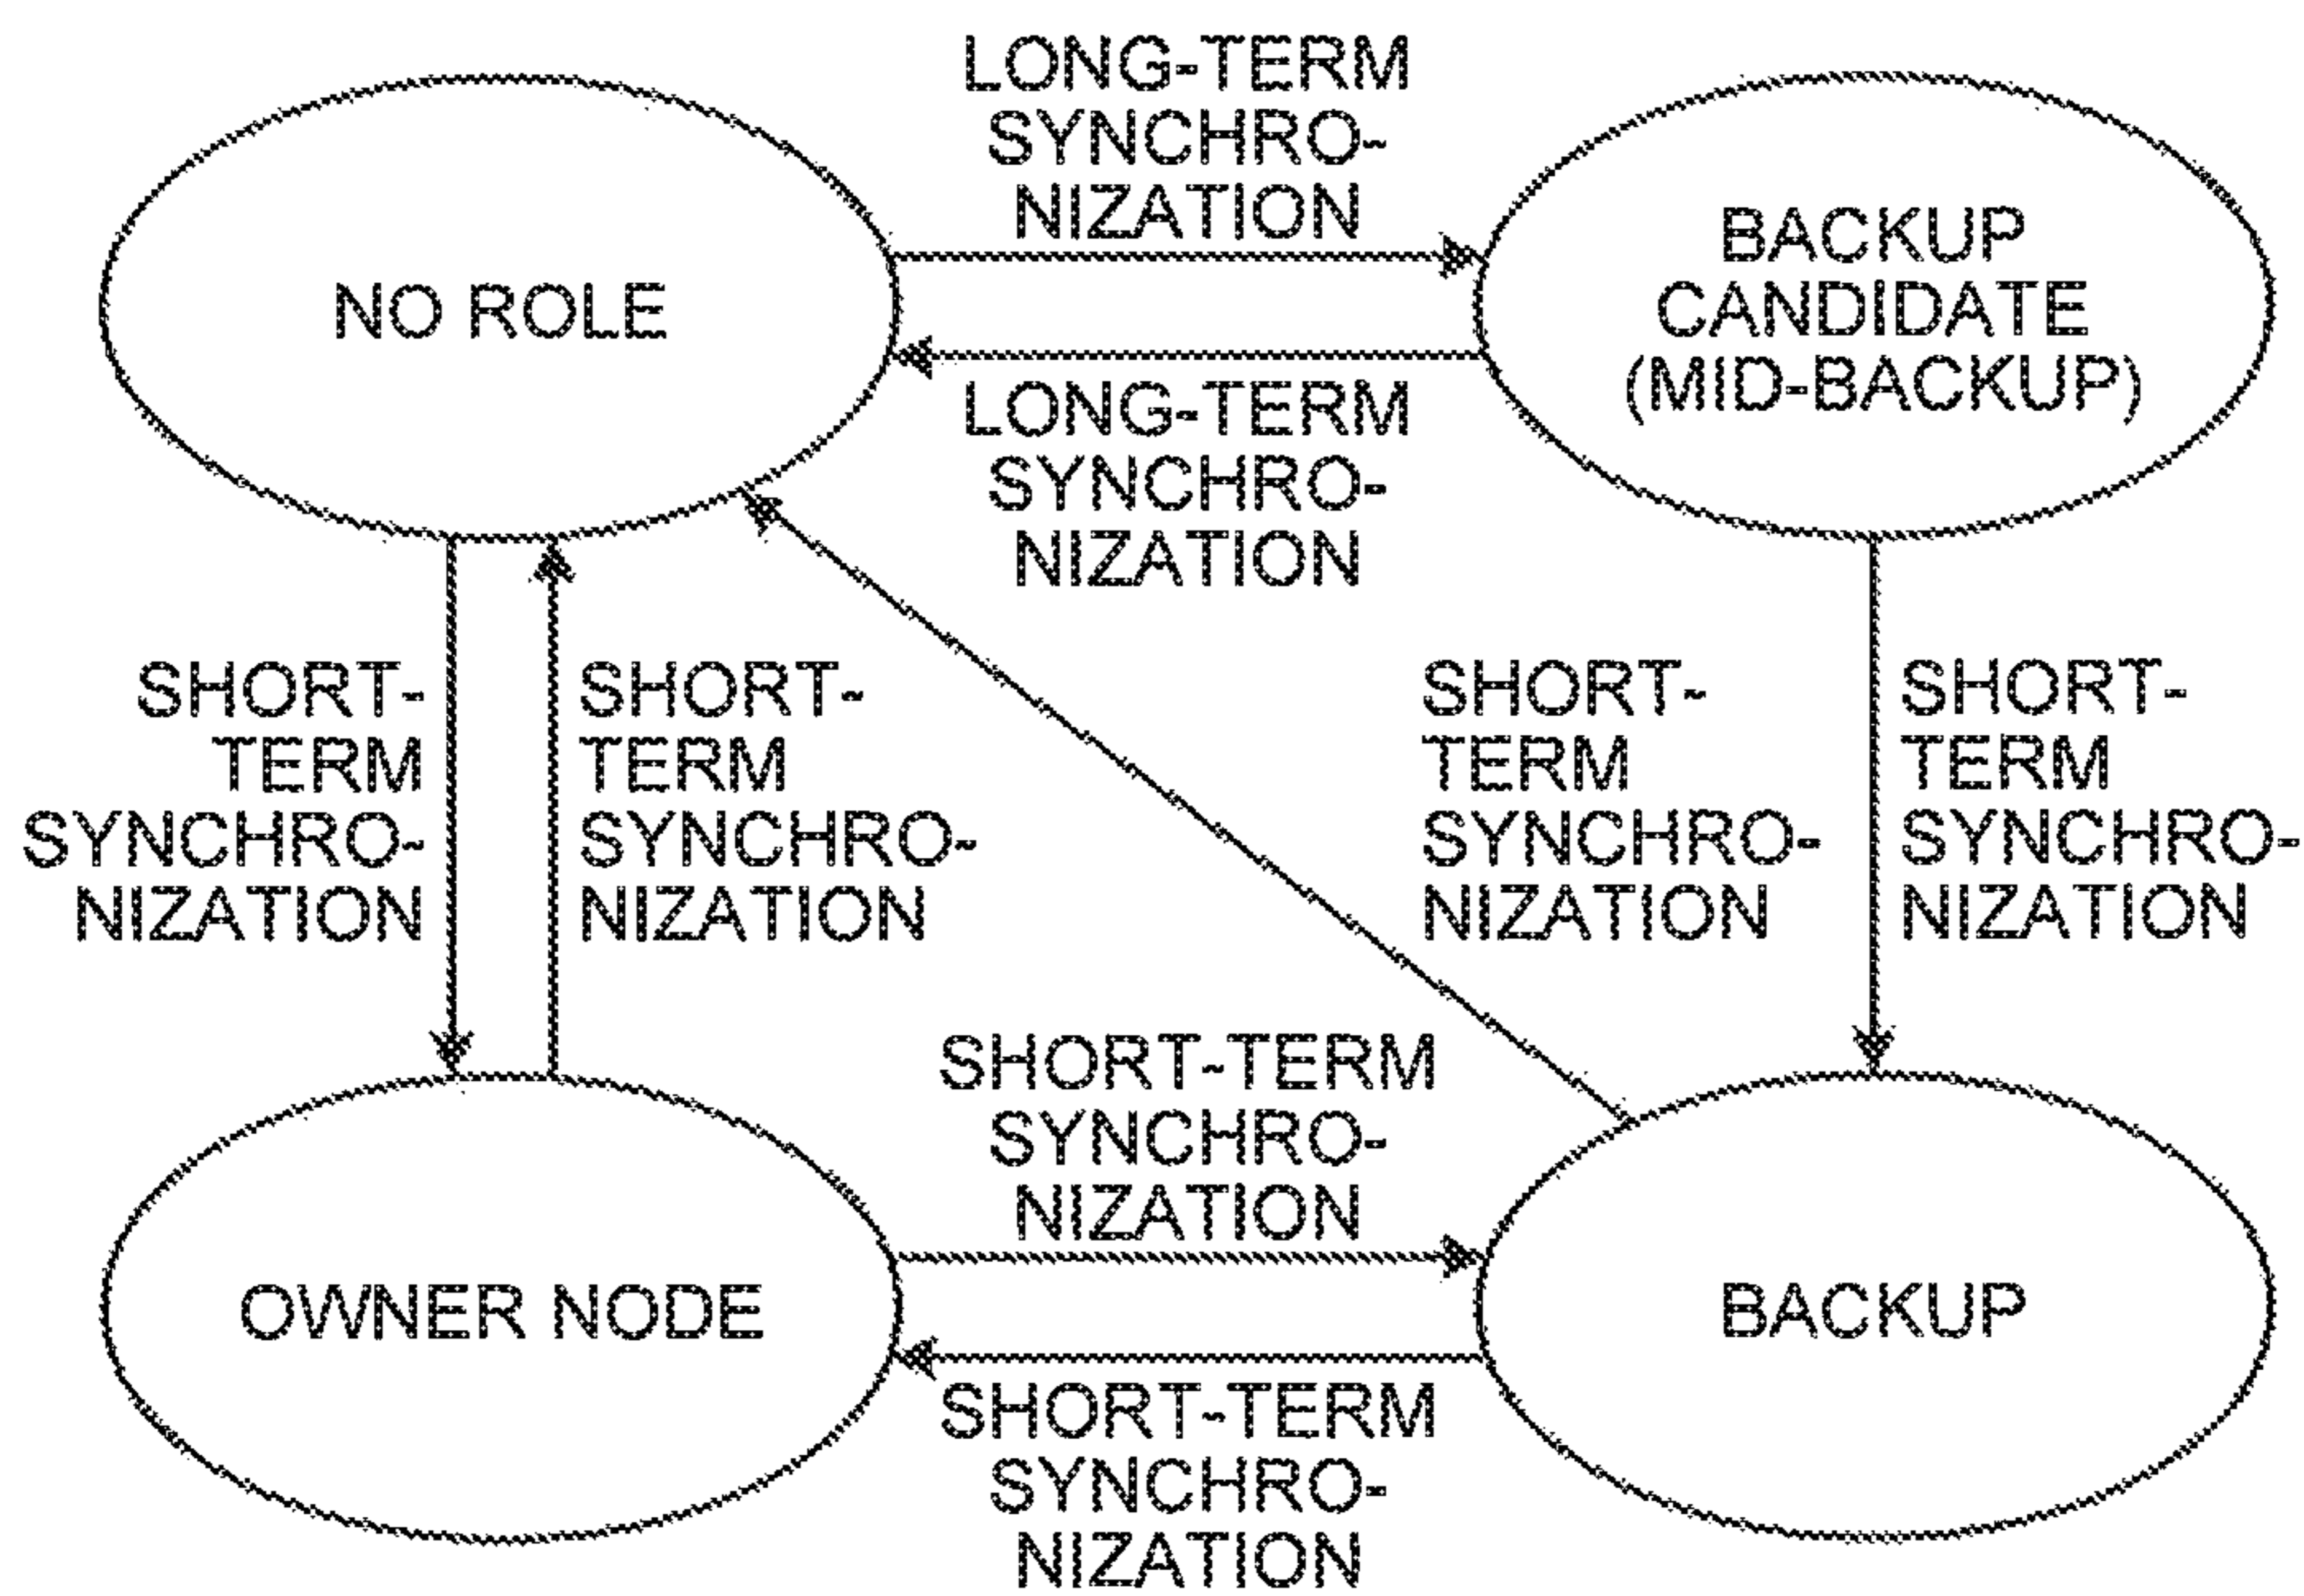 LONG-TERM
SYNCHRO-
NIZATION
NO ROLE
BACKUP
CANDIDATE
(MID-BACKUP)
LONG-TERM
SYNCHRO-
NIZATION
SHORT-
TERM
SYNCHRO-
NIZATION
SHORT-
TERM
SYNCHRO-
NIZATION
SHORT-
TERM
SYNCHRO-
NIZATION
SHORT-
TERM
SYNCHRO-
NIZATION
SHORT-TERM
SYNCHRO-
NIZATION
OWNER NODE
BACKUP
SHORT-TERM
SYNCHRO-
NIZATION